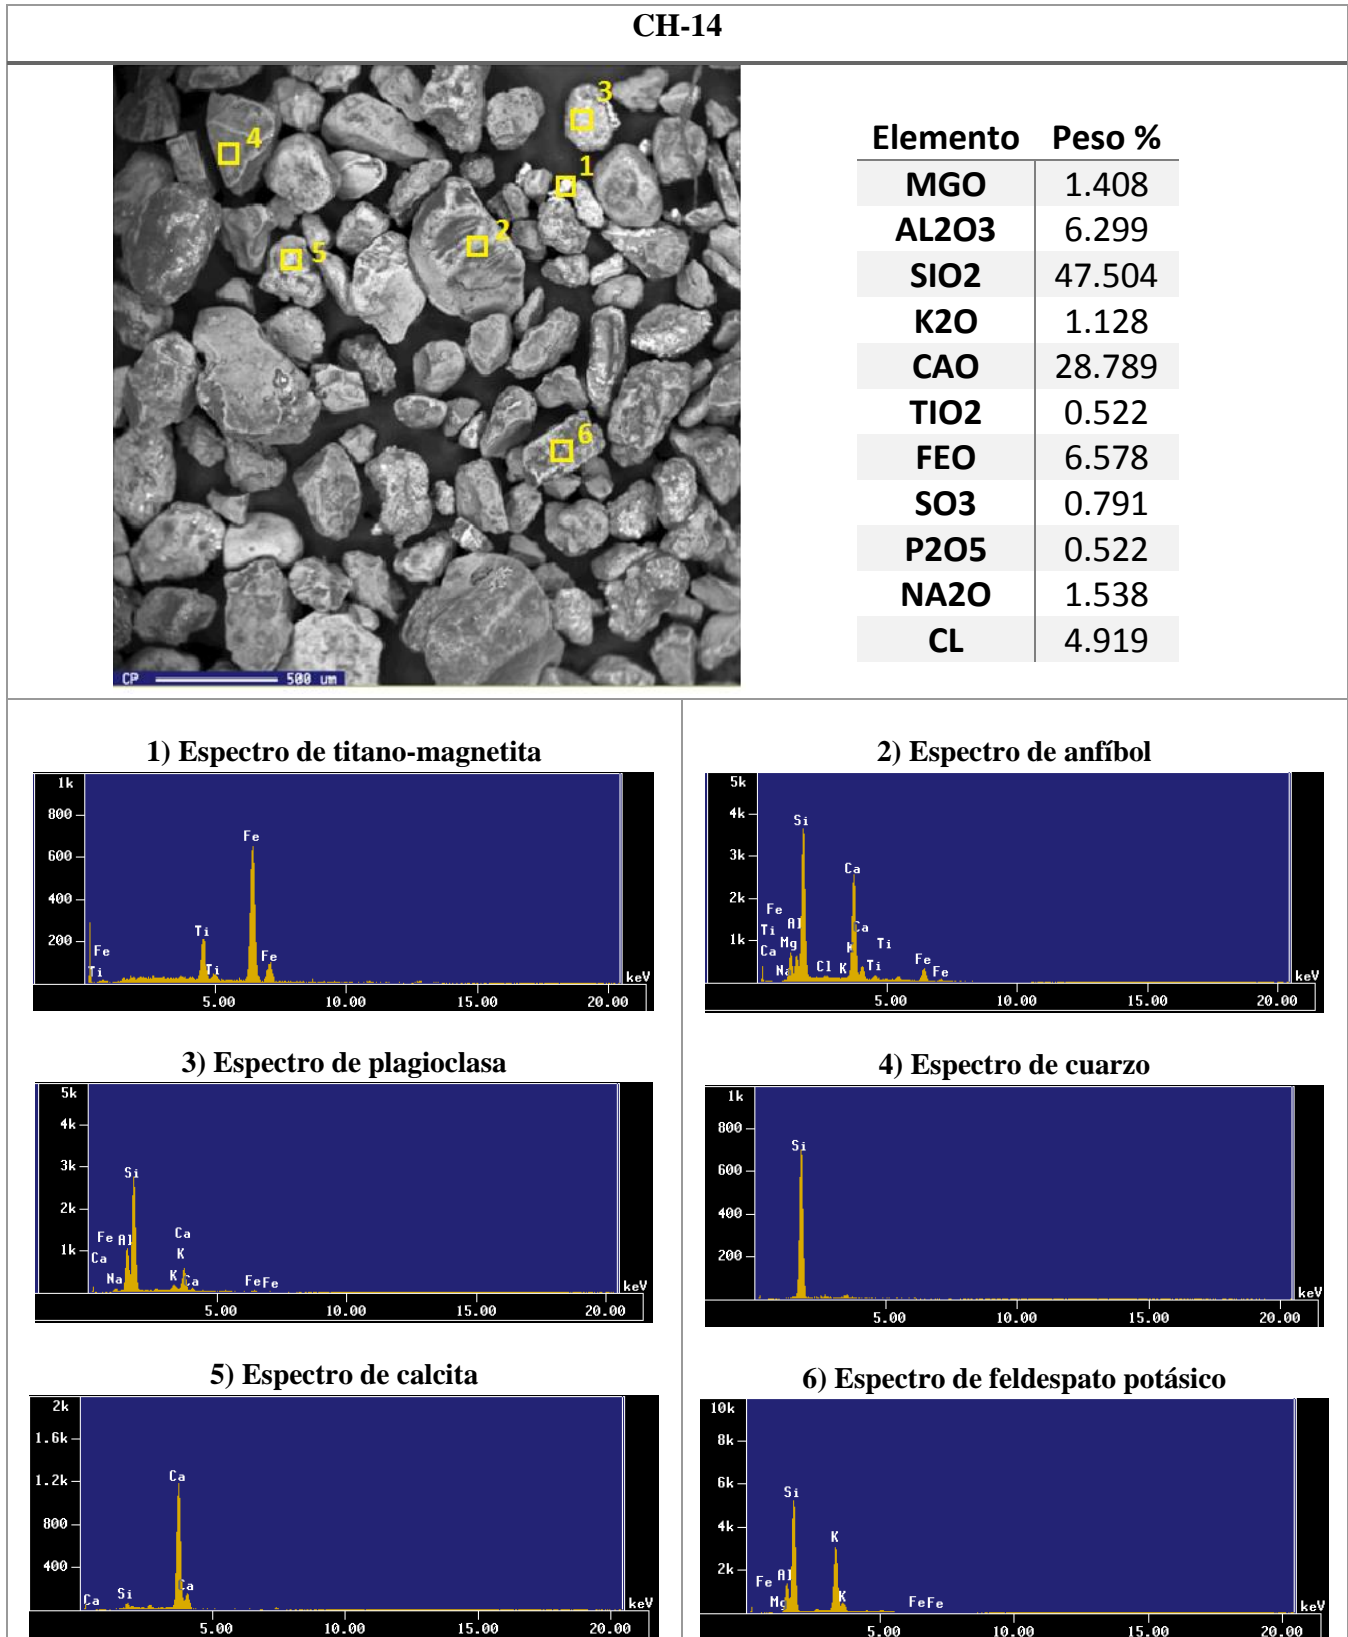 CH-14
4
3
1
2
5
6
CP 500 um
Elemento Peso %
MGO 1.408
AL2O3 6.299
SIO2 47.504
K2O 1.128
CAO 28.789
TIO2 0.522
FEO 6.578
SO3 0.791
P2O5 0.522
NA2O 1.538
CL 4.919
1) Espectro de titano-magnetita
1k
800
Fe
600
400
Ti
200
Fe Fe
Ti Ti
keV
5.00 10.00 15.00 20.00
2) Espectro de anfíbol
5k
4k
Si
3k
Ca
2k
Fe
Al
Ti Ca
1k Mg K Ti
Ca Fe
Na Cl K Ti Fe
keV
5.00 10.00 15.00 20.00
3) Espectro de plagioclasa
5k
4k
3k
Si
2k
Ca
Fe Al
1k K
Ca
Na K Ca Fe Fe
keV
5.00 10.00 15.00 20.00
4) Espectro de cuarzo
1k
800
Si
600
400
200
keV
5.00 10.00 15.00 20.00
5) Espectro de calcita
2k
1.6k
1.2k Ca
800
400
Ca Si Ca
keV
5.00 10.00 15.00 20.00
6) Espectro de feldespato potásico
10k
8k
6k
Si
4k
K
2k
Fe Al
Mg K Fe Fe
keV
5.00 10.00 15.00 20.00